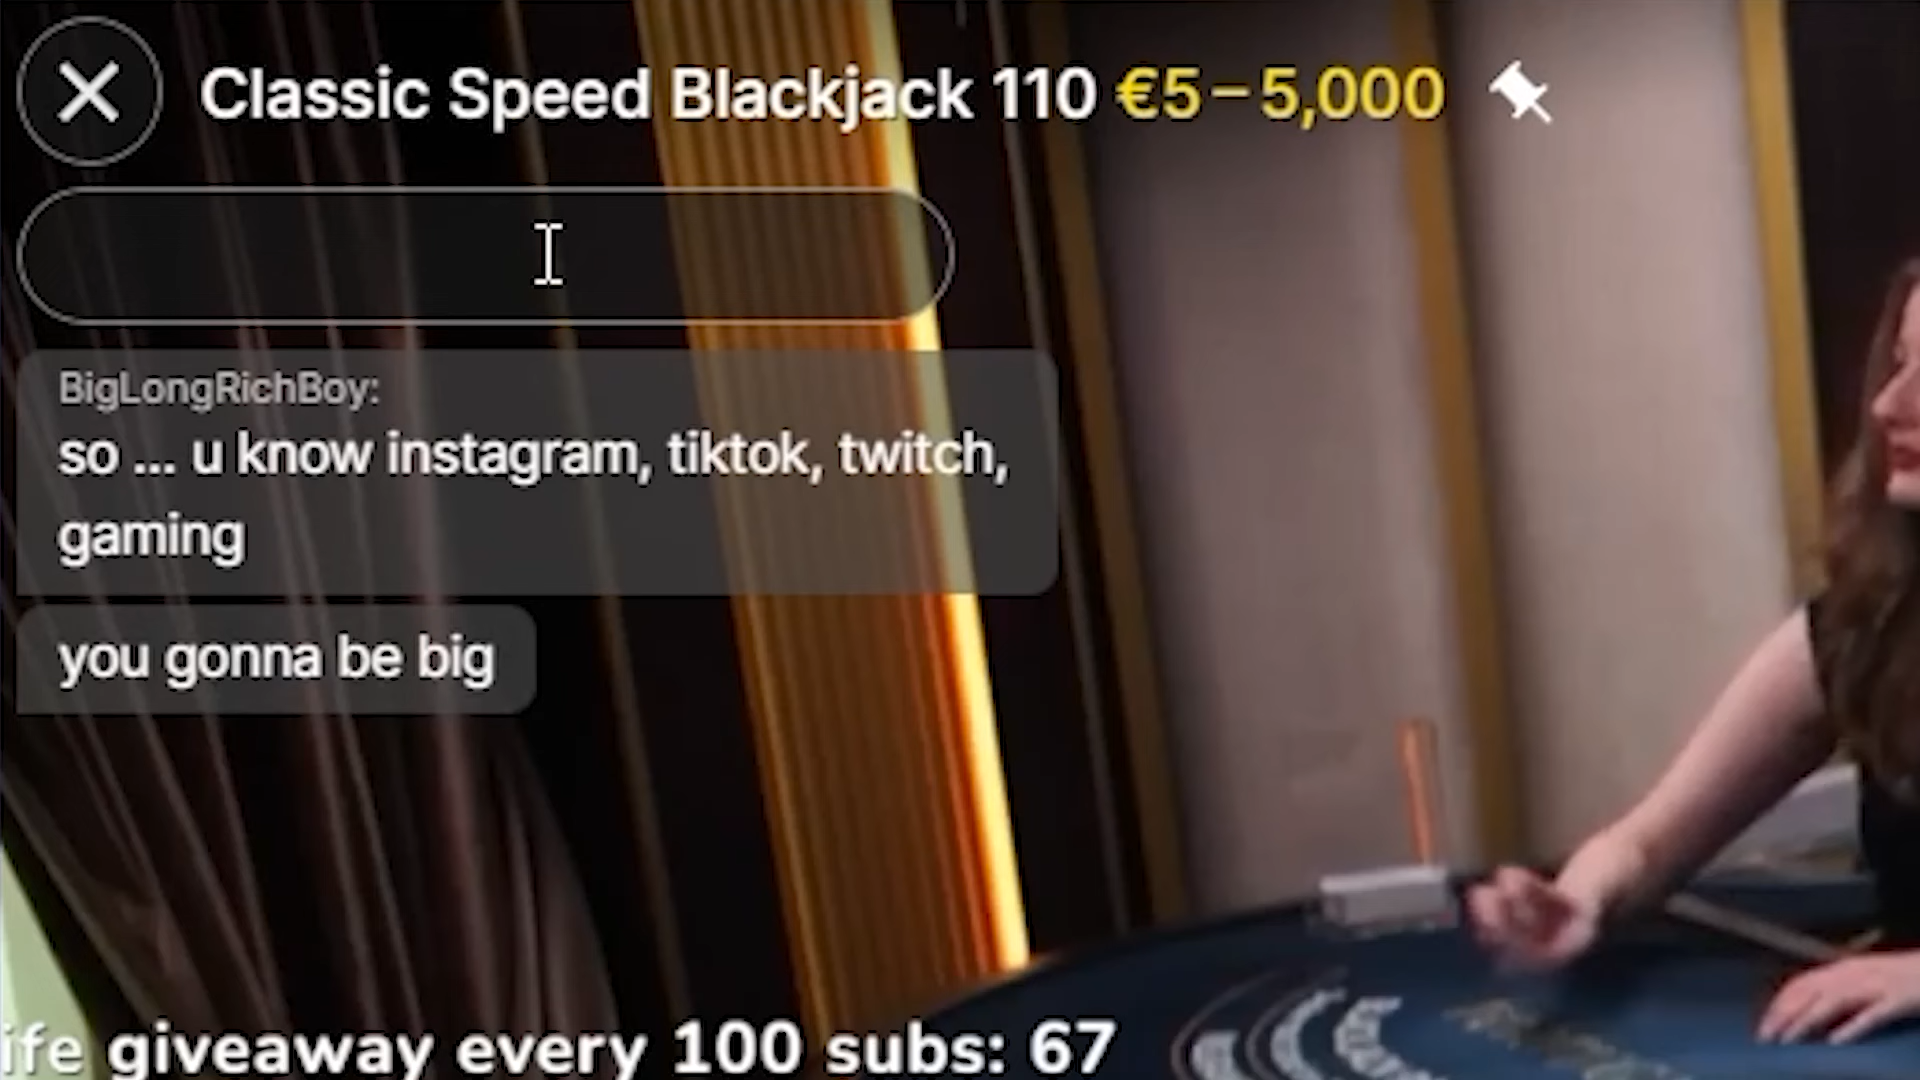 Classic Speed Blackjack 110 €5–5,000
BigLongRichBoy:
so ... u know instagram, tiktok, twitch,
gaming
you gonna be big
ife giveaway every 100 subs: 67